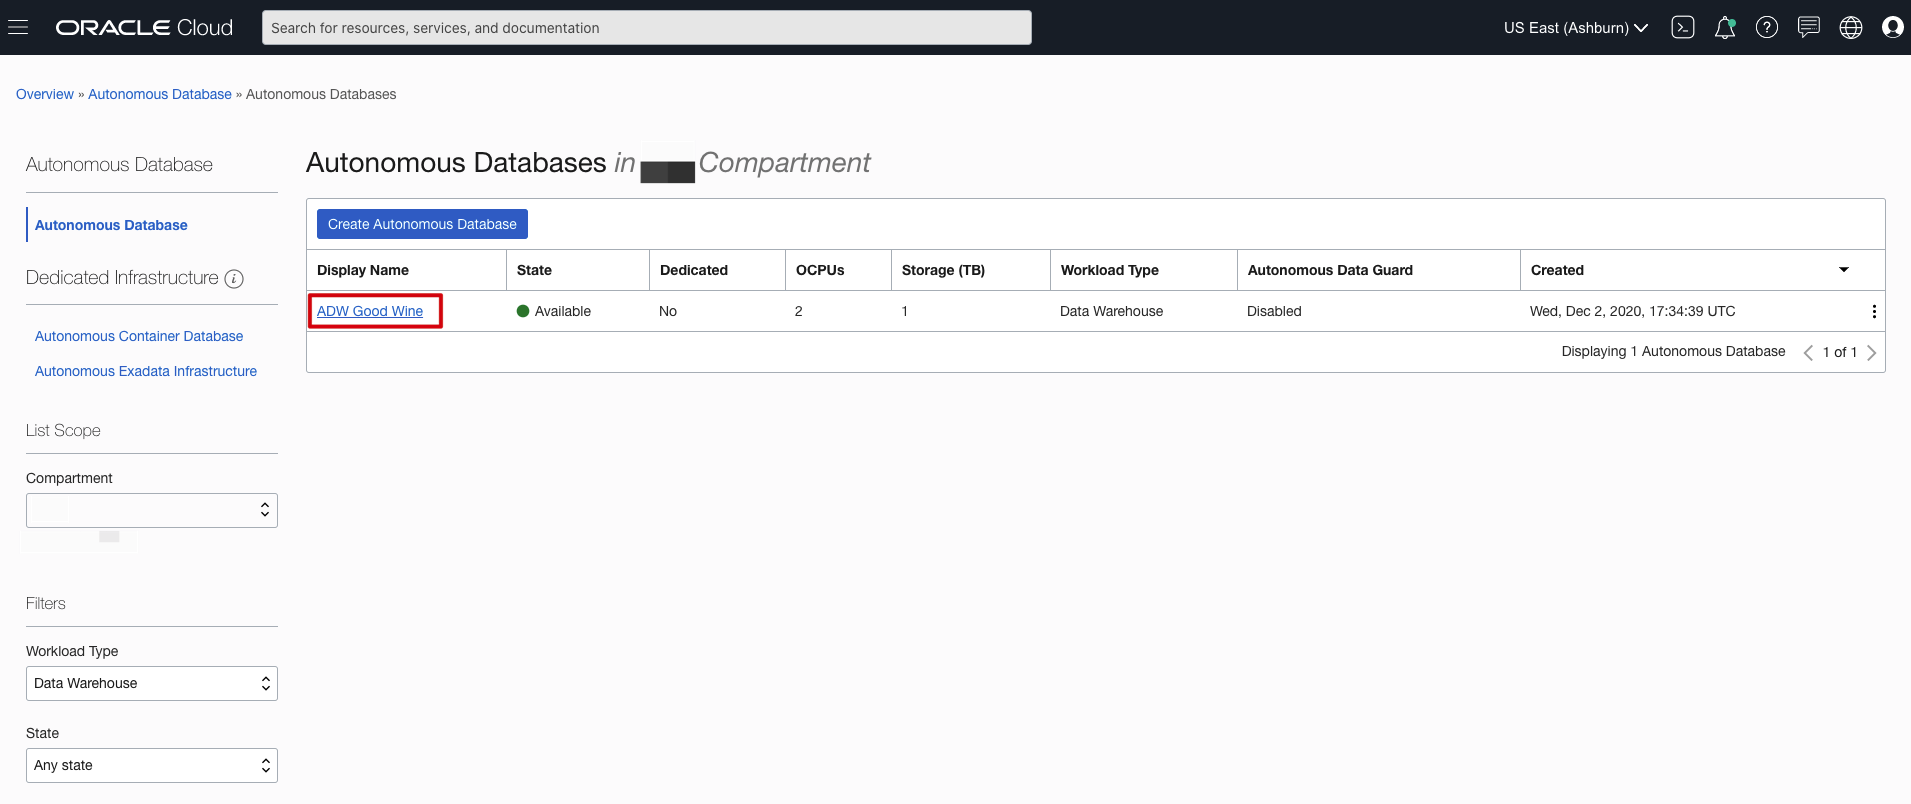 ORACLE Cloud
Search for resources, services, and documentation
US East (Ashburn)
Overview » Autonomous Database » Autonomous Databases
Autonomous Database
Autonomous Database
Dedicated Infrastructure i
Autonomous Container Database
Autonomous Exadata Infrastructure
List Scope
Compartment
Filters
Workload Type
Data Warehouse
State
Any state
Autonomous Databases in Compartment
Create Autonomous Database
Display Name State Dedicated OCPUs Storage (TB) Workload Type Autonomous Data Guard Created
ADW Good Wine Available No 2 1 Data Warehouse Disabled Wed, Dec 2, 2020, 17:34:39 UTC
Displaying 1 Autonomous Database 1 of 1